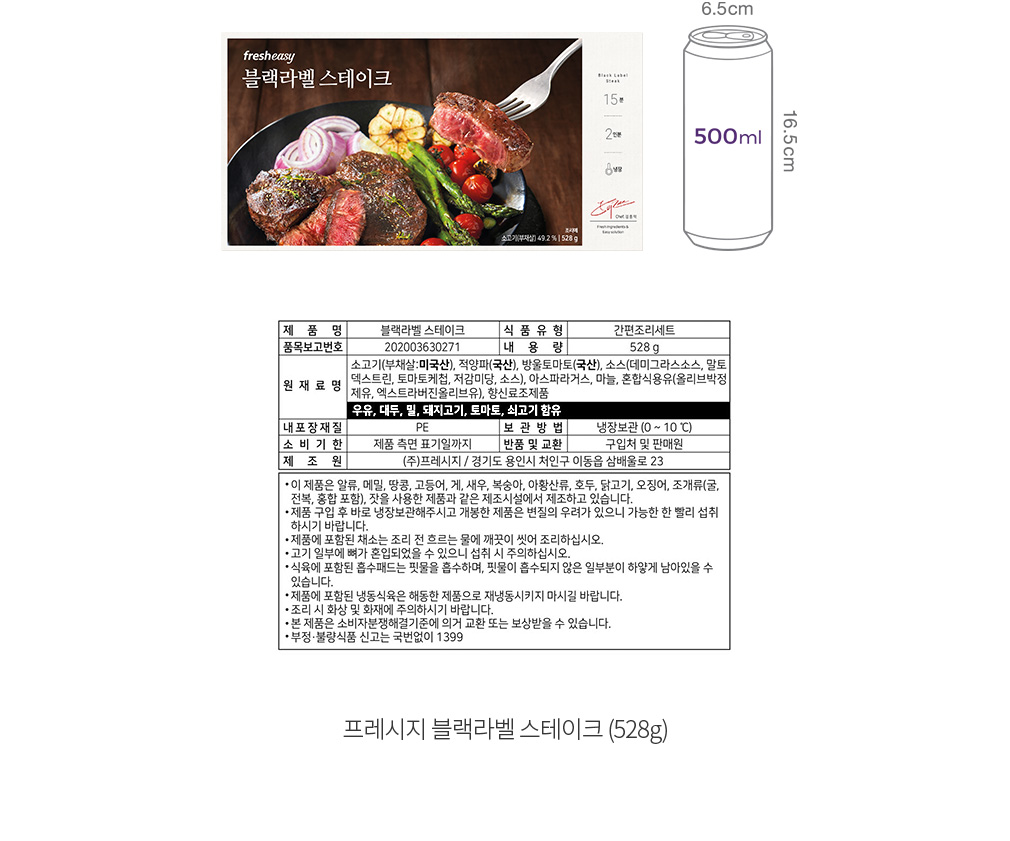 6.5cm
fresheasy
블랙라벨 스테이크
Black Label
Steak
15분
2인분
냉장
Fresh Ingredients &
Easy solution
조리예
소고기(부채살) 49.2 % | 528 g
500ml
16.5cm
제 품 명 블랙라벨 스테이크 식 품 유 형 간편조리세트
품목보고번호 202003630271 내 용 량 528 g
원 재 료 명 소고기(부채살:미국산), 적양파(국산), 방울토마토(국산), 소스(데미그라스소스, 말토
덱스트린, 토마토케첩, 저감미당, 소스), 아스파라거스, 마늘, 혼합식용유(올리브박정
제유, 엑스트라버진올리브유), 향신료조제품
우유, 대두, 밀, 돼지고기, 토마토, 쇠고기 함유
내포장재질 PE 보 관 방 법 냉장보관 (0 ~ 10 ℃)
소 비 기 한 제품 측면 표기일까지 반품 및 교환 구입처 및 판매원
제 조 원 (주)프레시지 / 경기도 용인시 처인구 이동읍 삼배울로 23
• 이 제품은 알류, 메밀, 땅콩, 고등어, 게, 새우, 복숭아, 아황산류, 호두, 닭고기, 오징어, 조개류(굴,
전복, 홍합 포함), 잣을 사용한 제품과 같은 제조시설에서 제조하고 있습니다.
• 제품 구입 후 바로 냉장보관해주시고 개봉한 제품은 변질의 우려가 있으니 가능한 한 빨리 섭취
하시기 바랍니다.
• 제품에 포함된 채소는 조리 전 흐르는 물에 깨끗이 씻어 조리하십시오.
• 고기 일부에 뼈가 혼입되었을 수 있으니 섭취 시 주의하십시오.
• 식육에 포함된 흡수패드는 핏물을 흡수하며, 핏물이 흡수되지 않은 일부분이 하얗게 남아있을 수
있습니다.
• 제품에 포함된 냉동식육은 해동한 제품으로 재냉동시키지 마시길 바랍니다.
• 조리 시 화상 및 화재에 주의하시기 바랍니다.
• 본 제품은 소비자분쟁해결기준에 의거 교환 또는 보상받을 수 있습니다.
• 부정·불량식품 신고는 국번없이 1399
프레시지 블랙라벨 스테이크 (528g)